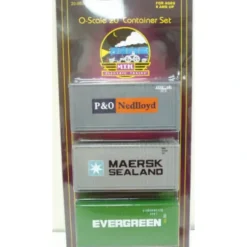 O-Scale 20' Container Set
MTH
P&O Nedlloyd
MAERSK
SEALAND
EVERGREEN